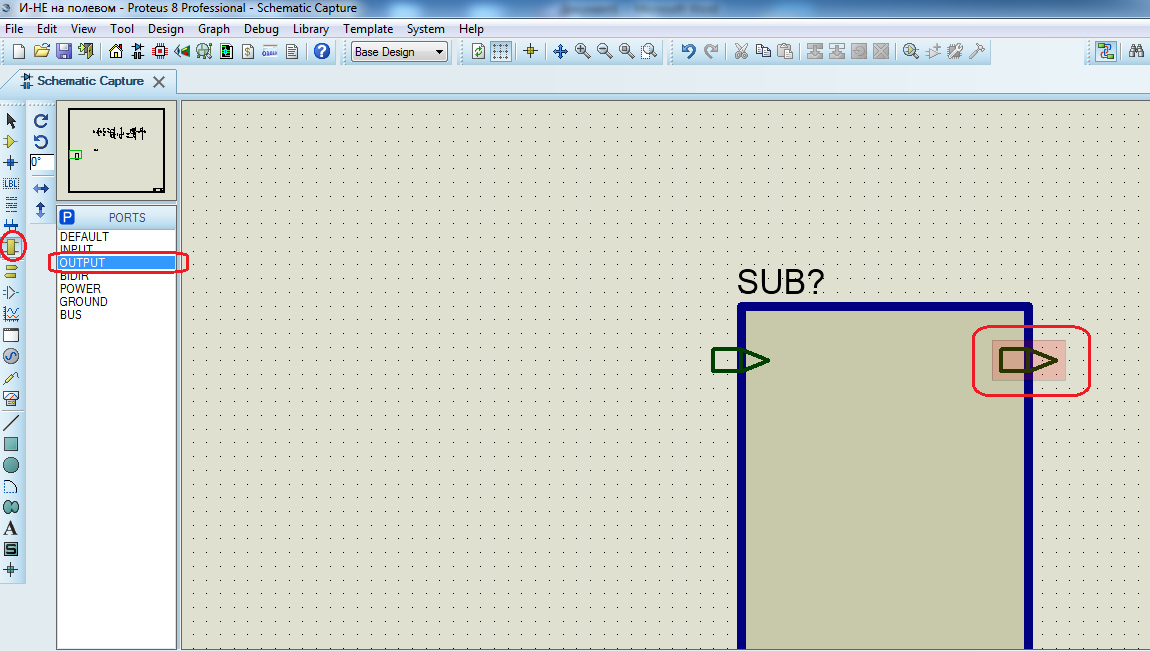 И-НЕ на полевом - Proteus 8 Professional - Schematic Capture
File Edit View Tool Design Graph Debug Library Template System Help
Base Design
Schematic Capture
LBL
0°
P PORTS
DEFAULT
INPUT
OUTPUT
BIDIR
POWER
GROUND
BUS
A
S
SUB?